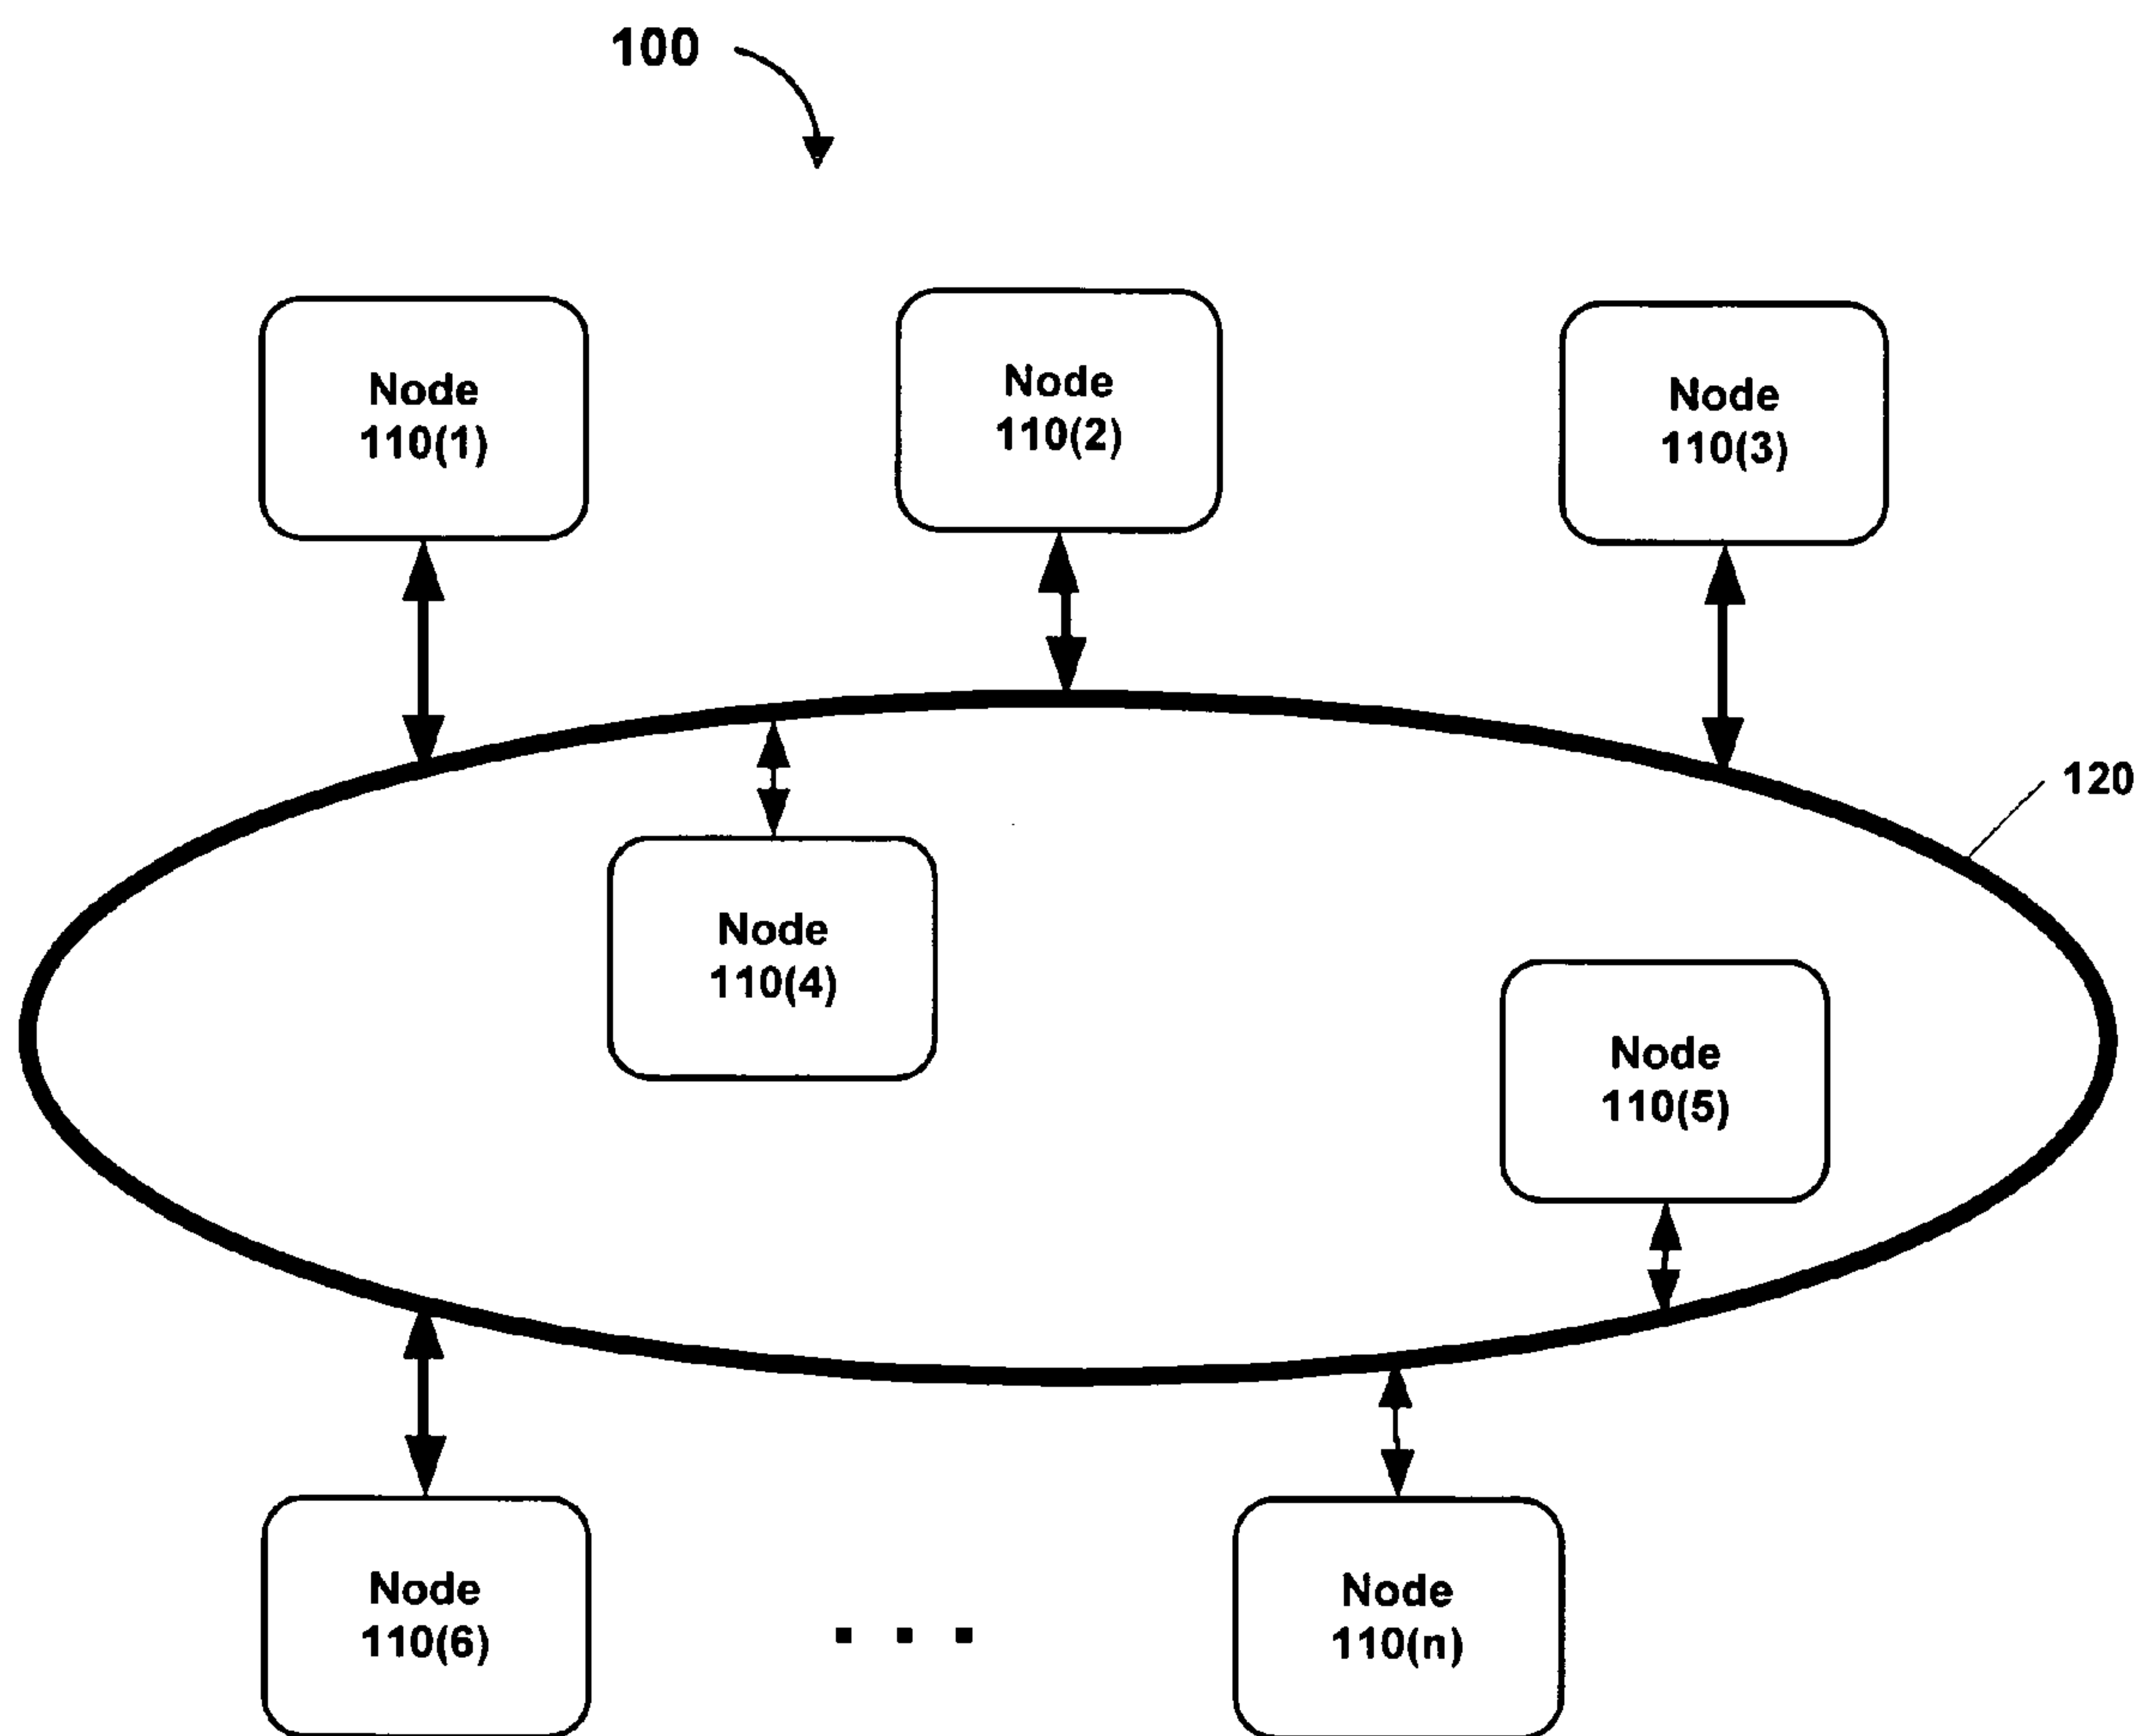 100
Node
110(1)
Node
110(2)
Node
110(3)
120
Node
110(4)
Node
110(5)
Node
110(6)
. . .
Node
110(n)